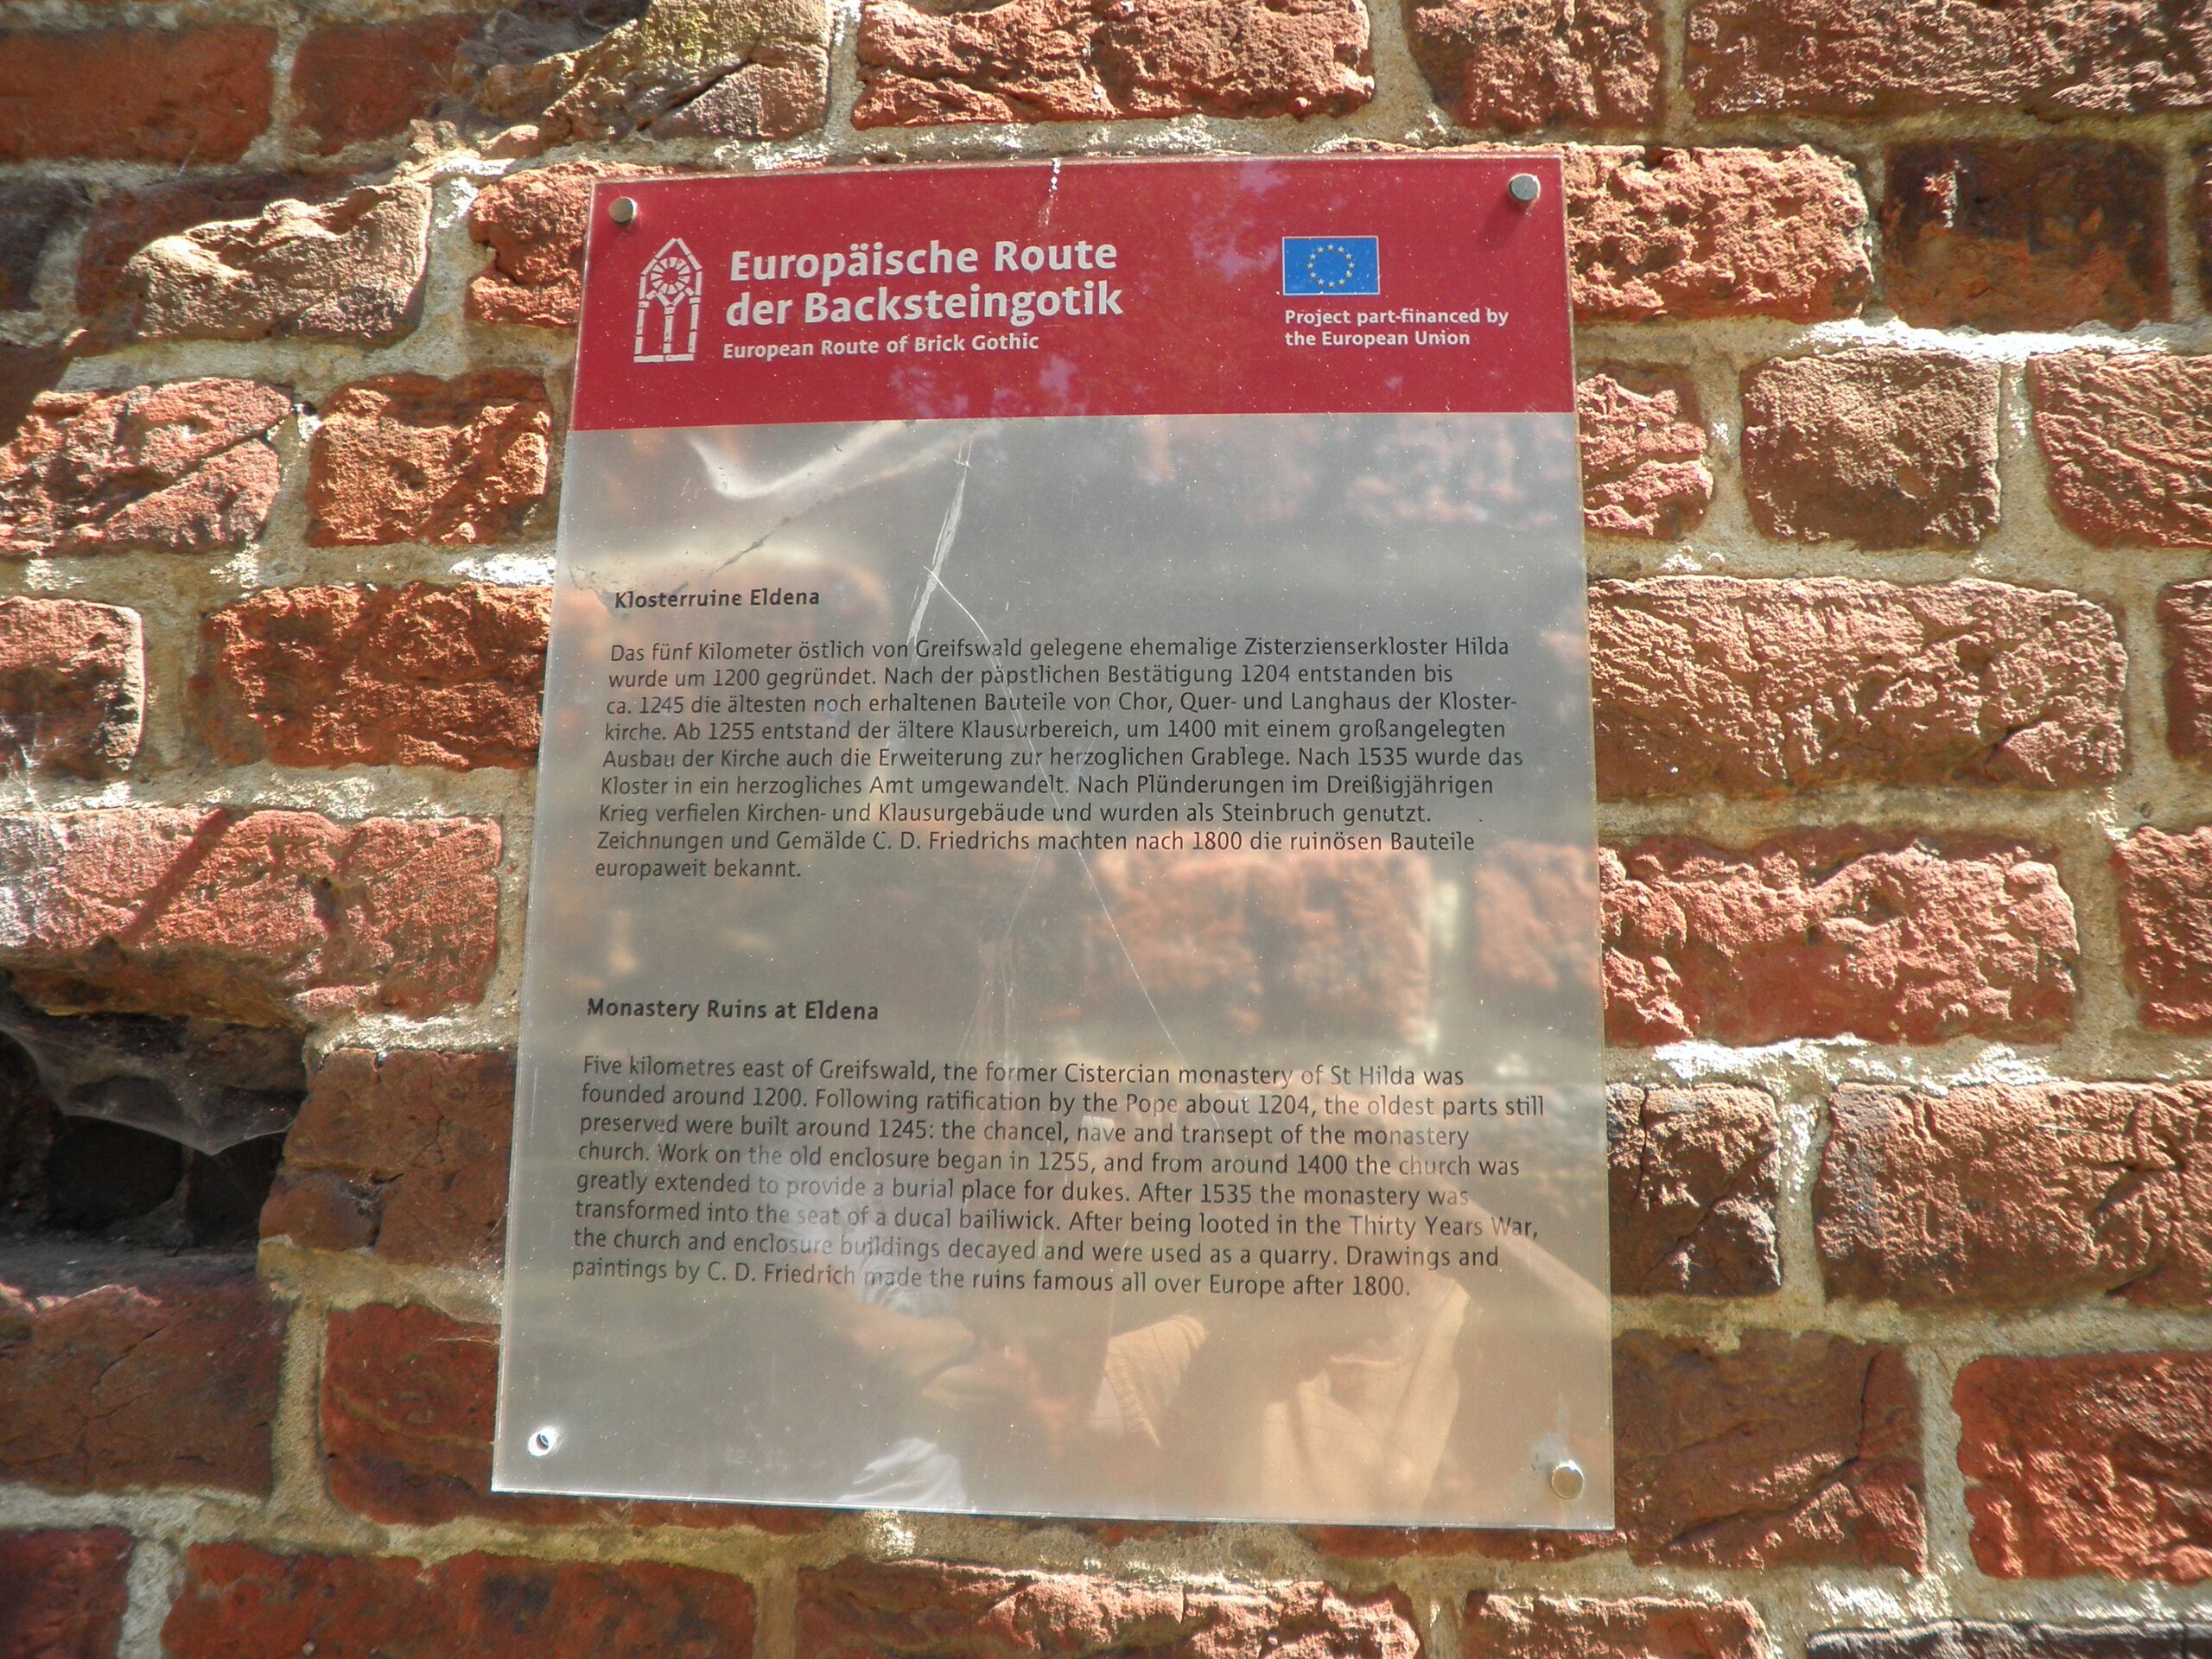 Europäische Route
der Backsteingotik
European Route of Brick Gothic
Project part-financed by
the European Union
Klosterruine Eldena
Das fünf Kilometer östlich von Greifswald gelegene ehemalige Zisterzienserkloster Hilda
wurde um 1200 gegründet. Nach der päpstlichen Bestätigung 1204 entstanden bis
ca. 1245 die ältesten noch erhaltenen Bauteile von Chor, Quer- und Langhaus der Kloster-
kirche. Ab 1255 entstand der ältere Klausurbereich, um 1400 mit einem großangelegten
Ausbau der Kirche auch die Erweiterung zur herzoglichen Grablege. Nach 1535 wurde das
Kloster in ein herzogliches Amt umgewandelt. Nach Plünderungen im Dreißigjährigen
Krieg verfielen Kirchen- und Klausurgebäude und wurden als Steinbruch genutzt.
Zeichnungen und Gemälde C. D. Friedrichs machten nach 1800 die ruinösen Bauteile
europaweit bekannt.
Monastery Ruins at Eldena
Five kilometres east of Greifswald, the former Cistercian monastery of St Hilda was
founded around 1200. Following ratification by the Pope about 1204, the oldest parts still
preserved were built around 1245: the chancel, nave and transept of the monastery
church. Work on the old enclosure began in 1255, and from around 1400 the church was
greatly extended to provide a burial place for dukes. After 1535 the monastery was
transformed into the seat of a ducal bailiwick. After being looted in the Thirty Years War,
the church and enclosure buildings decayed and were used as a quarry. Drawings and
paintings by C. D. Friedrich made the ruins famous all over Europe after 1800.